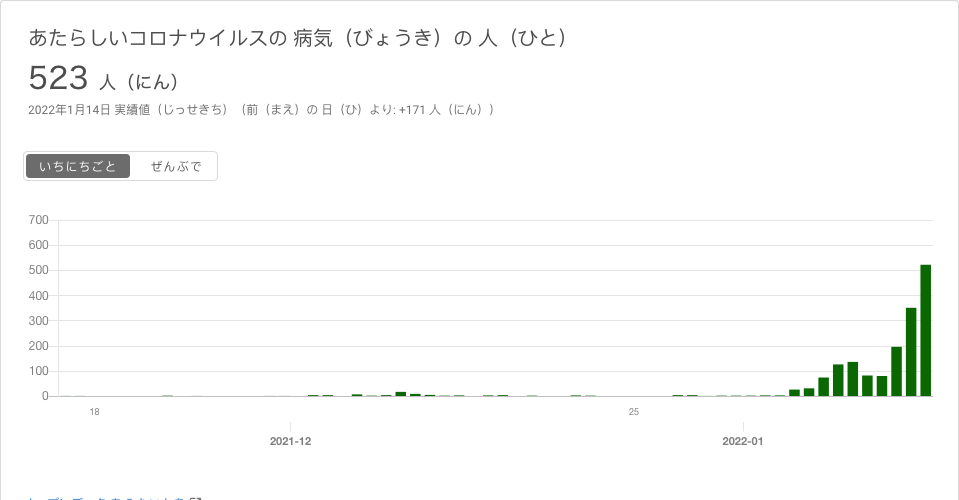 あたらしいコロナウイルスの 病気（びょうき）の 人（ひと）
523 人（にん）
2022年1月14日 実績値（じっせきち）（前（まえ）の 日（ひ）より: +171 人（にん））
いちにちごと ぜんぶで
700
600
500
400
300
200
100
0
18 25
2021-12 2022-01